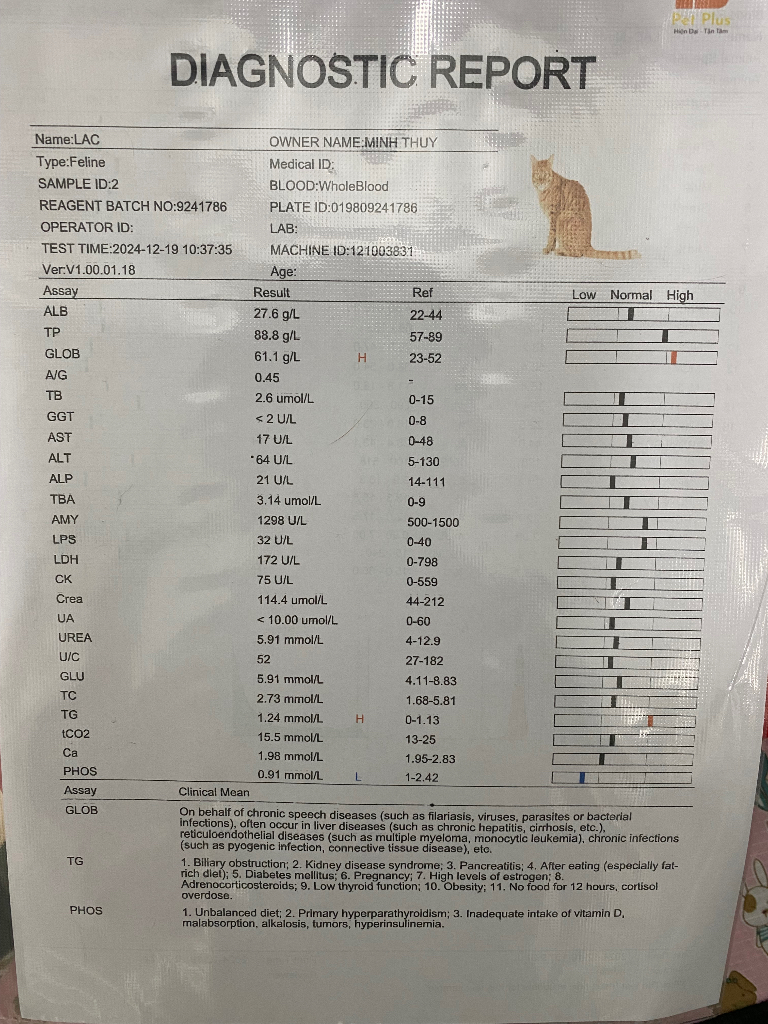 Pet Plus
Hiện Đại - Tận Tâm
DIAGNOSTIC REPORT
Name:LAC OWNER NAME:MINH THUY
Type:Feline Medical ID:
SAMPLE ID:2 BLOOD:WholeBlood
REAGENT BATCH NO:9241786 PLATE ID:019809241786
OPERATOR ID: LAB:
TEST TIME:2024-12-19 10:37:35 MACHINE ID:121003831
Ver:V1.00.01.18 Age:
Assay Result Ref Low Normal High
ALB 27.6 g/L 22-44
TP 88.8 g/L 57-89
GLOB 61.1 g/L H 23-52
A/G 0.45 -
TB 2.6 umol/L 0-15
GGT < 2 U/L 0-8
AST 17 U/L 0-48
ALT 64 U/L 5-130
ALP 21 U/L 14-111
TBA 3.14 umol/L 0-9
AMY 1298 U/L 500-1500
LPS 32 U/L 0-40
LDH 172 U/L 0-798
CK 75 U/L 0-559
Crea 114.4 umol/L 44-212
UA < 10.00 umol/L 0-60
UREA 5.91 mmol/L 4-12.9
U/C 52 27-182
GLU 5.91 mmol/L 4.11-8.83
TC 2.73 mmol/L 1.68-5.81
TG 1.24 mmol/L H 0-1.13
tCO2 15.5 mmol/L 13-25
Ca 1.98 mmol/L 1.95-2.83
PHOS 0.91 mmol/L L 1-2.42
Assay Clinical Mean
GLOB On behalf of chronic speech diseases (such as filariasis, viruses, parasites or bacterial
infections), often occur in liver diseases (such as chronic hepatitis, cirrhosis, etc.),
reticuloendothelial diseases (such as multiple myeloma, monocytic leukemia), chronic infections
(such as pyogenic infection, connective tissue disease), etc.
TG 1. Biliary obstruction; 2. Kidney disease syndrome; 3. Pancreatitis; 4. After eating (especially fat-
rich diet); 5. Diabetes mellitus; 6. Pregnancy; 7. High levels of estrogen; 8.
Adrenocorticosteroids; 9. Low thyroid function; 10. Obesity; 11. No food for 12 hours, cortisol
overdose.
PHOS 1. Unbalanced diet; 2. Primary hyperparathyroidism; 3. Inadequate intake of vitamin D,
malabsorption, alkalosis, tumors, hyperinsulinemia.